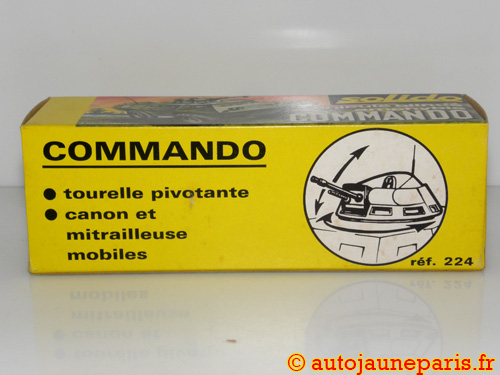 solido
COMMANDO
COMMANDO
● tourelle pivotante
● canon et
mitrailleuse
mobiles
réf. 224
© autojauneparis.fr